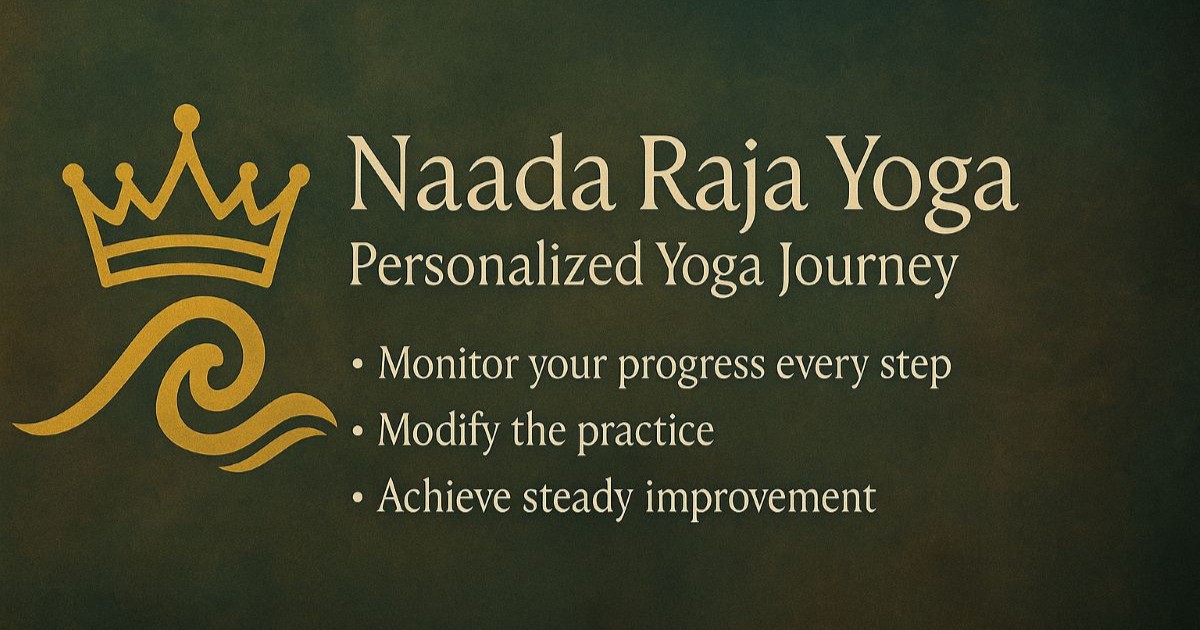 Naada Raja Yoga
Personalized Yoga Journey
• Monitor your progress every step
• Modify the practice
• Achieve steady improvement